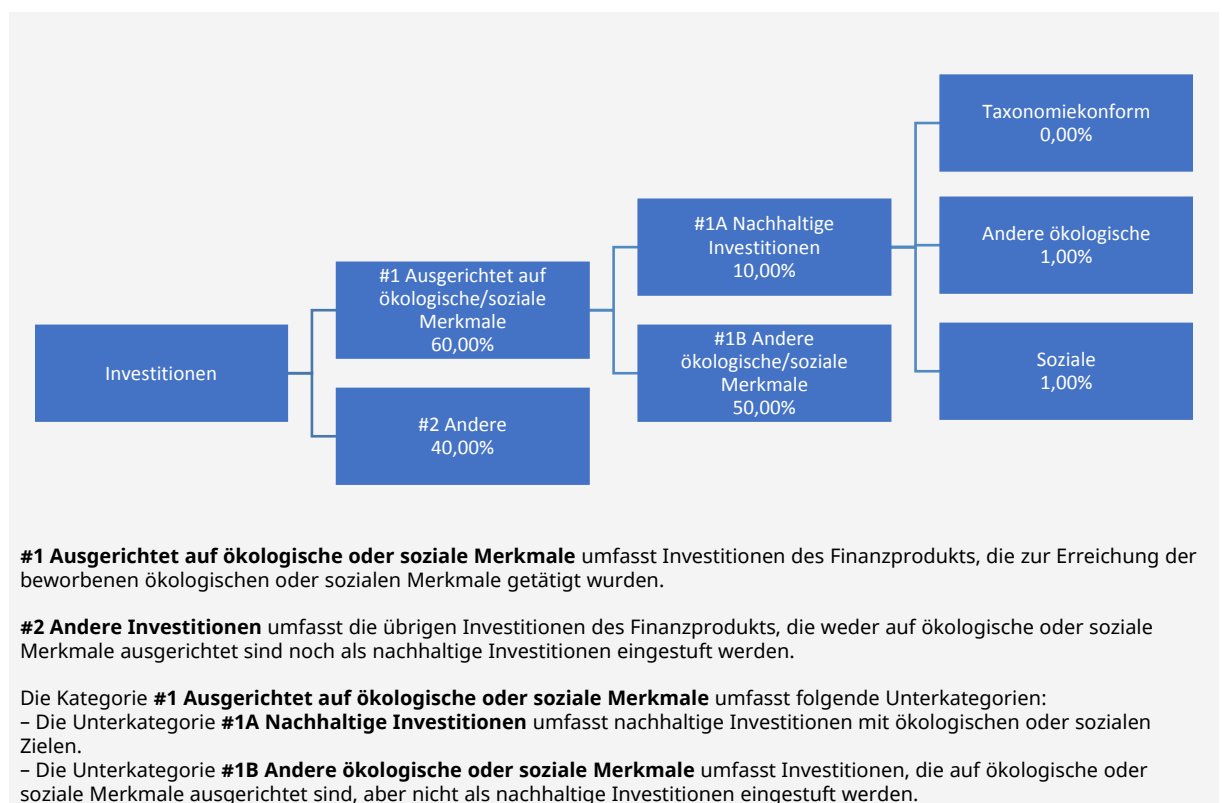 Investitionen
#1 Ausgerichtet auf
ökologische/soziale
Merkmale
60,00%
#2 Andere
40,00%
#1A Nachhaltige
Investitionen
10,00%
#1B Andere
ökologische/soziale
Merkmale
50,00%
Taxonomiekonform
0,00%
Andere ökologische
1,00%
Soziale
1,00%
#1 Ausgerichtet auf ökologische oder soziale Merkmale umfasst Investitionen des Finanzprodukts, die zur Erreichung der
beworbenen ökologischen oder sozialen Merkmale getätigt wurden.
#2 Andere Investitionen umfasst die übrigen Investitionen des Finanzprodukts, die weder auf ökologische oder soziale
Merkmale ausgerichtet sind noch als nachhaltige Investitionen eingestuft werden.
Die Kategorie #1 Ausgerichtet auf ökologische oder soziale Merkmale umfasst folgende Unterkategorien:
– Die Unterkategorie #1A Nachhaltige Investitionen umfasst nachhaltige Investitionen mit ökologischen oder sozialen
Zielen.
– Die Unterkategorie #1B Andere ökologische oder soziale Merkmale umfasst Investitionen, die auf ökologische oder
soziale Merkmale ausgerichtet sind, aber nicht als nachhaltige Investitionen eingestuft werden.